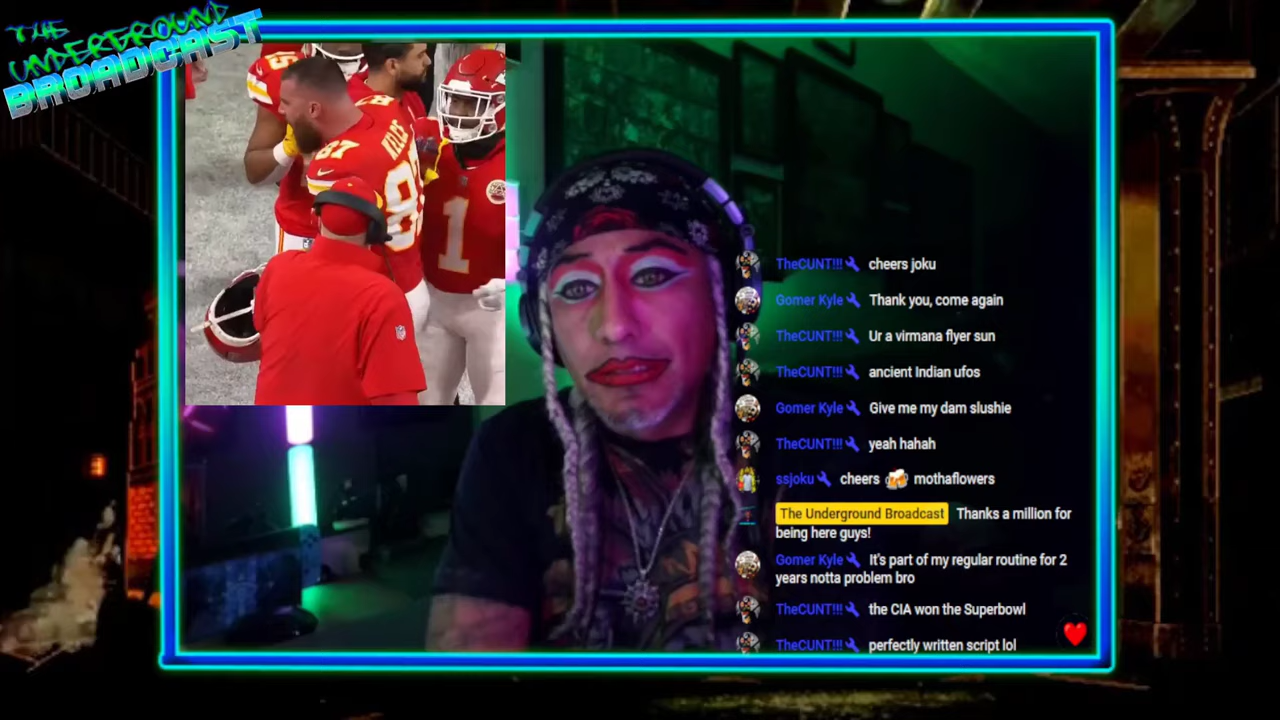 THE
UNDERGROUND
BROADCAST
87
KELCE
87
1
TheCUNT!!! cheers joku
Gomer Kyle Thank you, come again
TheCUNT!!! Ur a virmana flyer sun
TheCUNT!!! ancient Indian ufos
Gomer Kyle Give me my dam slushie
TheCUNT!!! yeah hahah
ssjoku cheers 🍻 mothaflowers
The Underground Broadcast Thanks a million for
being here guys!
Gomer Kyle It's part of my regular routine for 2
years notta problem bro
TheCUNT!!! the CIA won the Superbowl
TheCUNT!!! perfectly written script lol